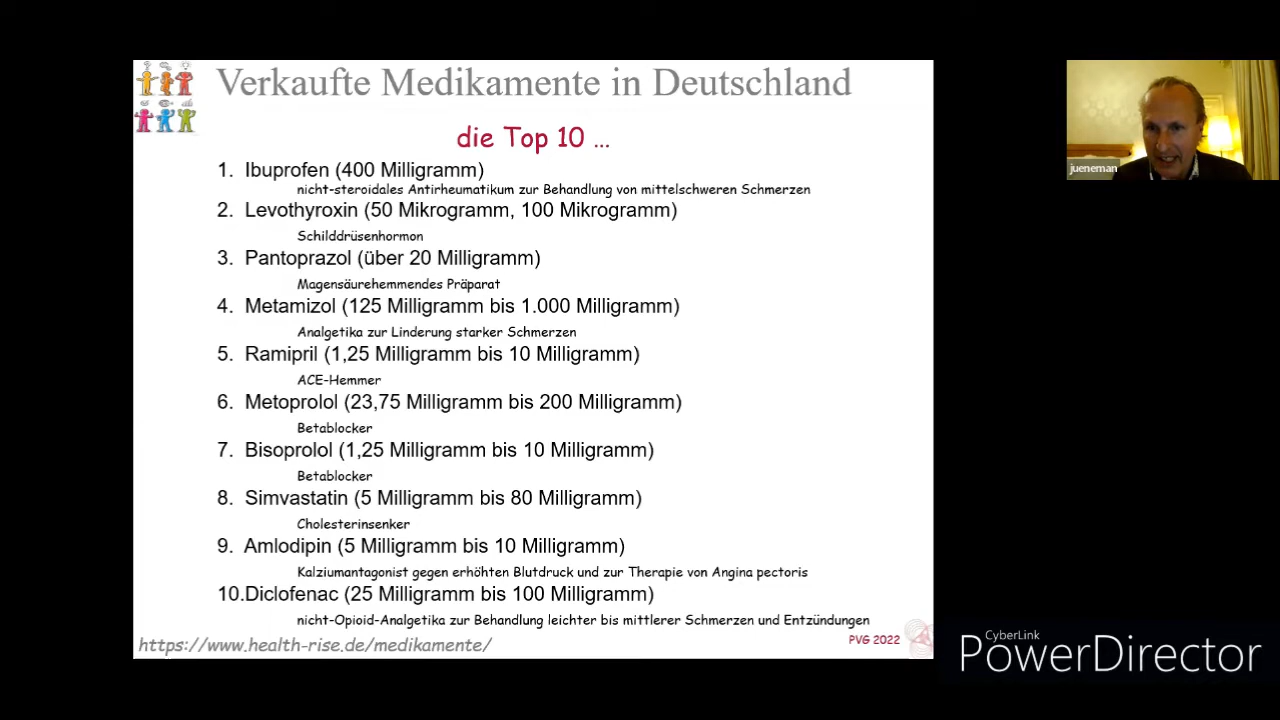 Verkaufte Medikamente in Deutschland
die Top 10 ...
1. Ibuprofen (400 Milligramm)
nicht-steroidales Antirheumatikum zur Behandlung von mittelschweren Schmerzen
2. Levothyroxin (50 Mikrogramm, 100 Mikrogramm)
Schilddrüsenhormon
3. Pantoprazol (über 20 Milligramm)
Magensäurehemmendes Präparat
4. Metamizol (125 Milligramm bis 1.000 Milligramm)
Analgetika zur Linderung starker Schmerzen
5. Ramipril (1,25 Milligramm bis 10 Milligramm)
ACE-Hemmer
6. Metoprolol (23,75 Milligramm bis 200 Milligramm)
Betablocker
7. Bisoprolol (1,25 Milligramm bis 10 Milligramm)
Betablocker
8. Simvastatin (5 Milligramm bis 80 Milligramm)
Cholesterinsenker
9. Amlodipin (5 Milligramm bis 10 Milligramm)
Kalziumantagonist gegen erhöhten Blutdruck und zur Therapie von Angina pectoris
10.Diclofenac (25 Milligramm bis 100 Milligramm)
nicht-Opioid-Analgetika zur Behandlung leichter bis mittlerer Schmerzen und Entzündungen
https://www.health-rise.de/medikamente/
PVG 2022
jueneman
CyberLink
PowerDirector